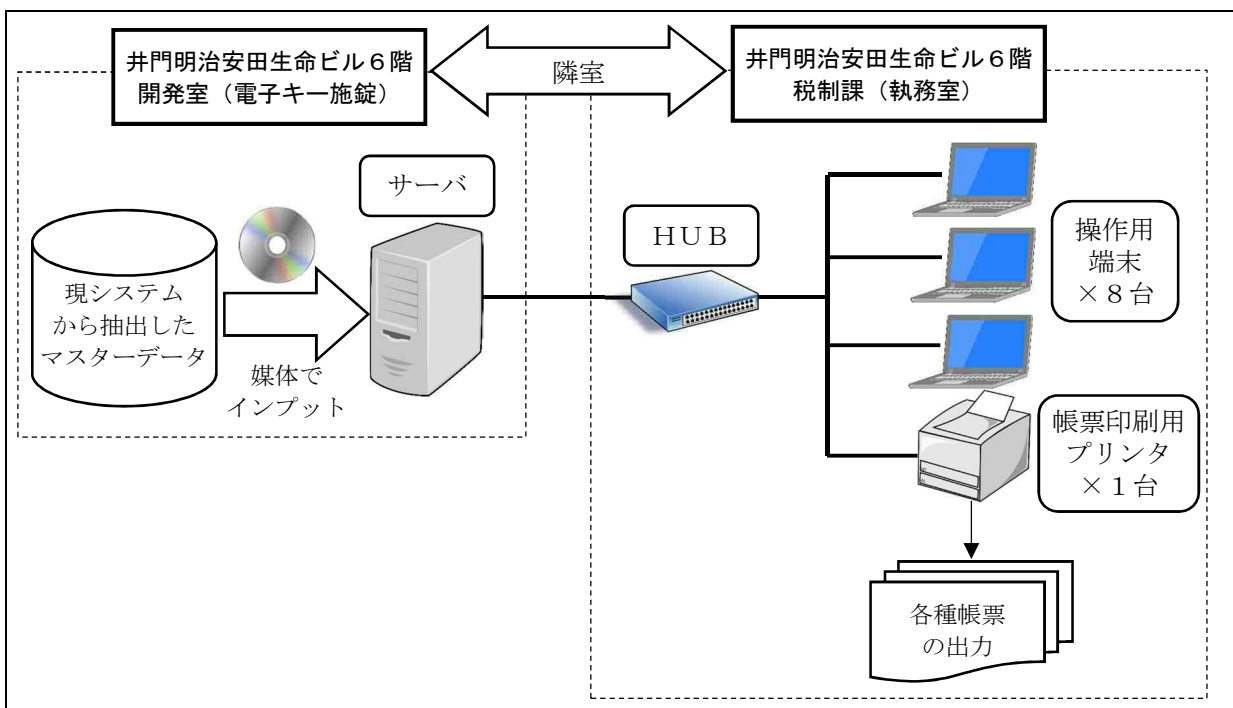 井門明治安田生命ビル６階
開発室（電子キー施錠）
隣室
井門明治安田生命ビル６階
税制課（執務室）
サーバ
現システム
から抽出した
マスターデータ
媒体で
インプット
ＨＵＢ
操作用
端末
×８台
帳票印刷用
プリンタ
×１台
各種帳票
の出力